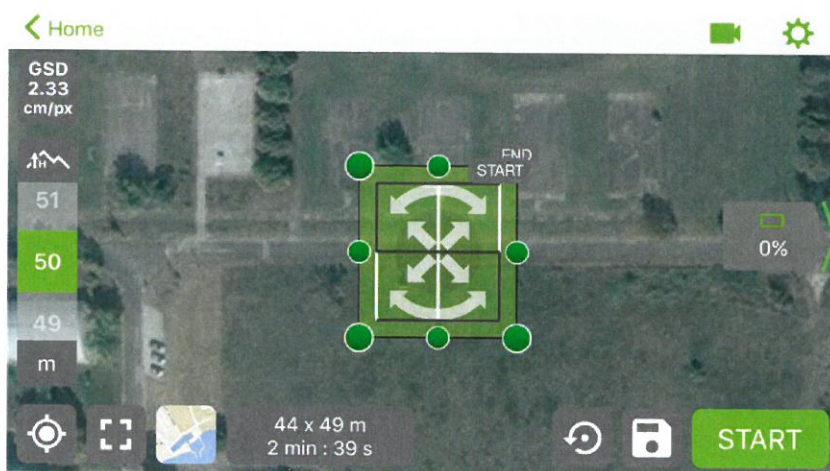 Home
GSD
2.33
cm/px
H
51
50
49
m
END
START
0%
44 x 49 m
2 min : 39 s
START